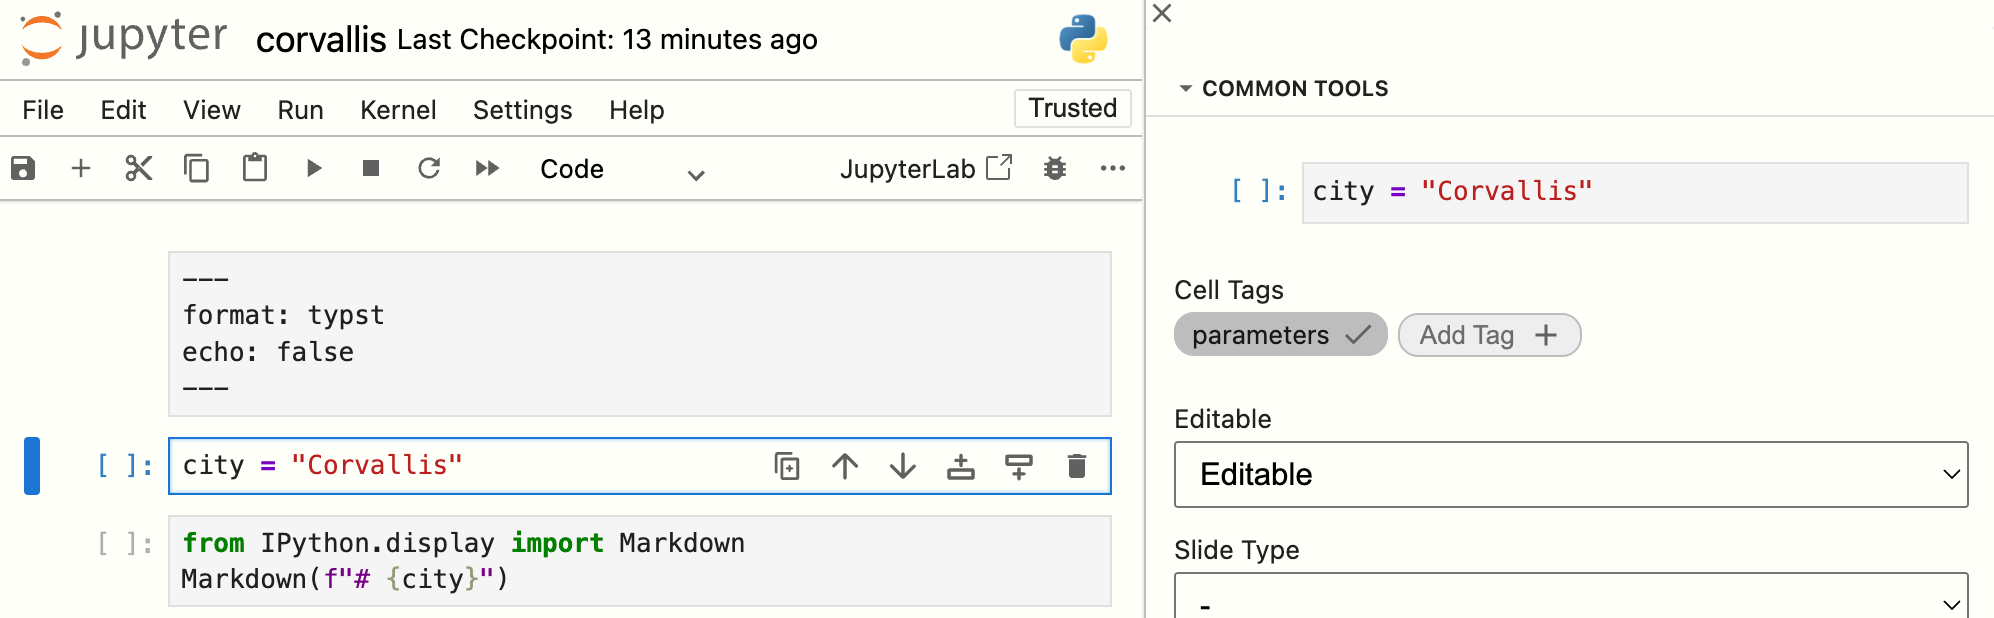 jupyter corvallis Last Checkpoint: 13 minutes ago
File Edit View Run Kernel Settings Help Trusted
Code JupyterLab
---
format: typst
echo: false
---
[ ]: city = "Corvallis"
[ ]: from IPython.display import Markdown
Markdown(f"# {city}")
COMMON TOOLS
[ ]: city = "Corvallis"
Cell Tags
parameters Add Tag +
Editable
Editable
Slide Type
-